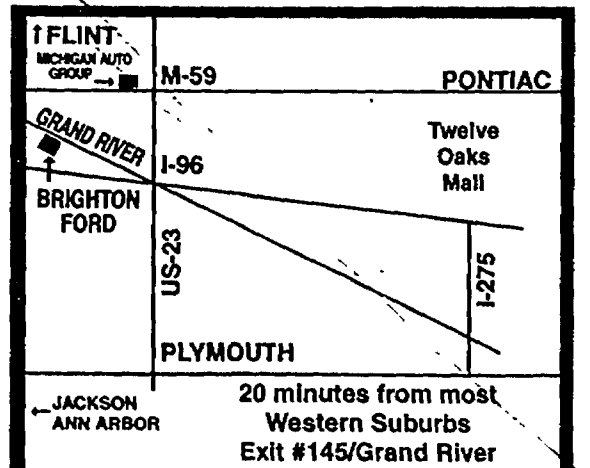 ↑FLINT
MICHIGAN AUTO
GROUP→
M-59
PONTIAC
GRAND RIVER
I-96
Twelve
Oaks
Mall
BRIGHTON
FORD
US-23
I-275
PLYMOUTH
←JACKSON
ANN ARBOR
20 minutes from most
Western Suburbs
Exit #145/Grand River